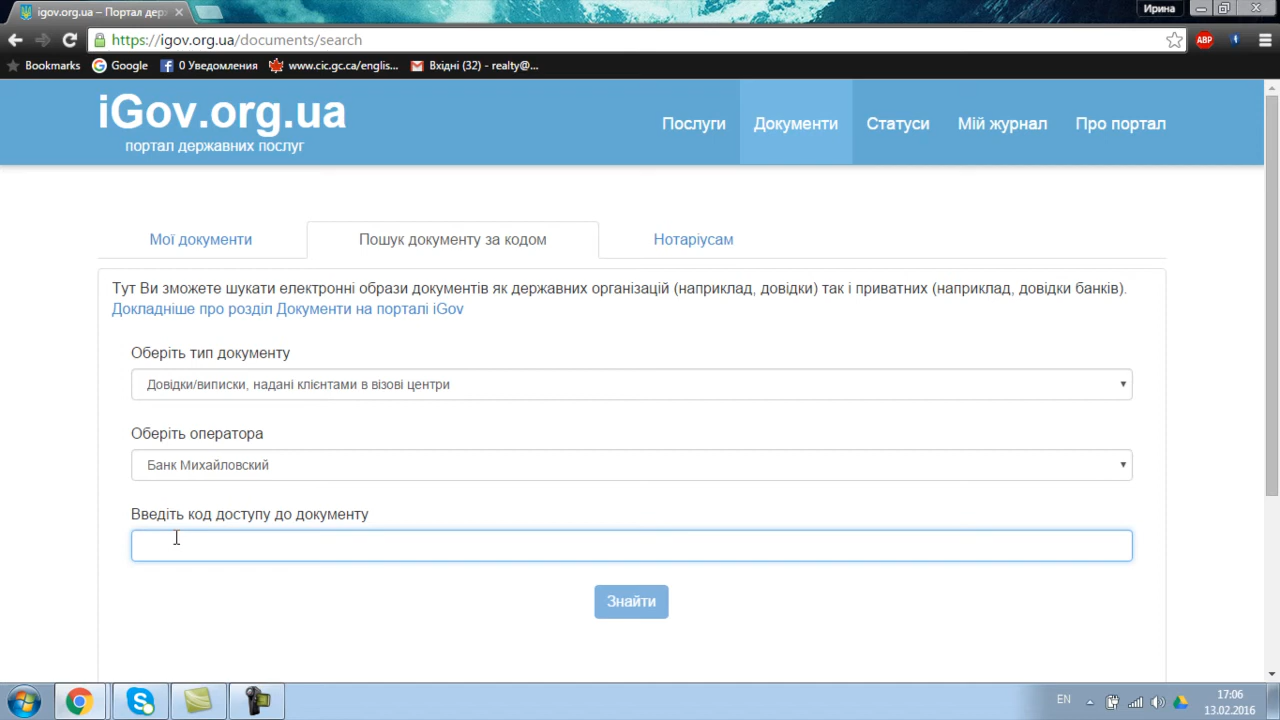 igov.org.ua – Портал держ
Ирина
https://igov.org.ua/documents/search
ABP
Bookmarks
Google
0 Уведомления
www.cic.gc.ca/englis...
Вхідні (32) - realty@...
iGov.org.ua
портал державних послуг
Послуги
Документи
Статуси
Мій журнал
Про портал
Мої документи
Пошук документу за кодом
Нотаріусам
Тут Ви зможете шукати електронні образи документів як державних організацій (наприклад, довідки) так і приватних (наприклад, довідки банків).
Докладніше про розділ Документи на порталі iGov
Оберіть тип документу
Довідки/виписки, надані клієнтами в візові центри
Оберіть оператора
Банк Михайловский
Введіть код доступу до документу
Знайти
EN
17:06
13.02.2016